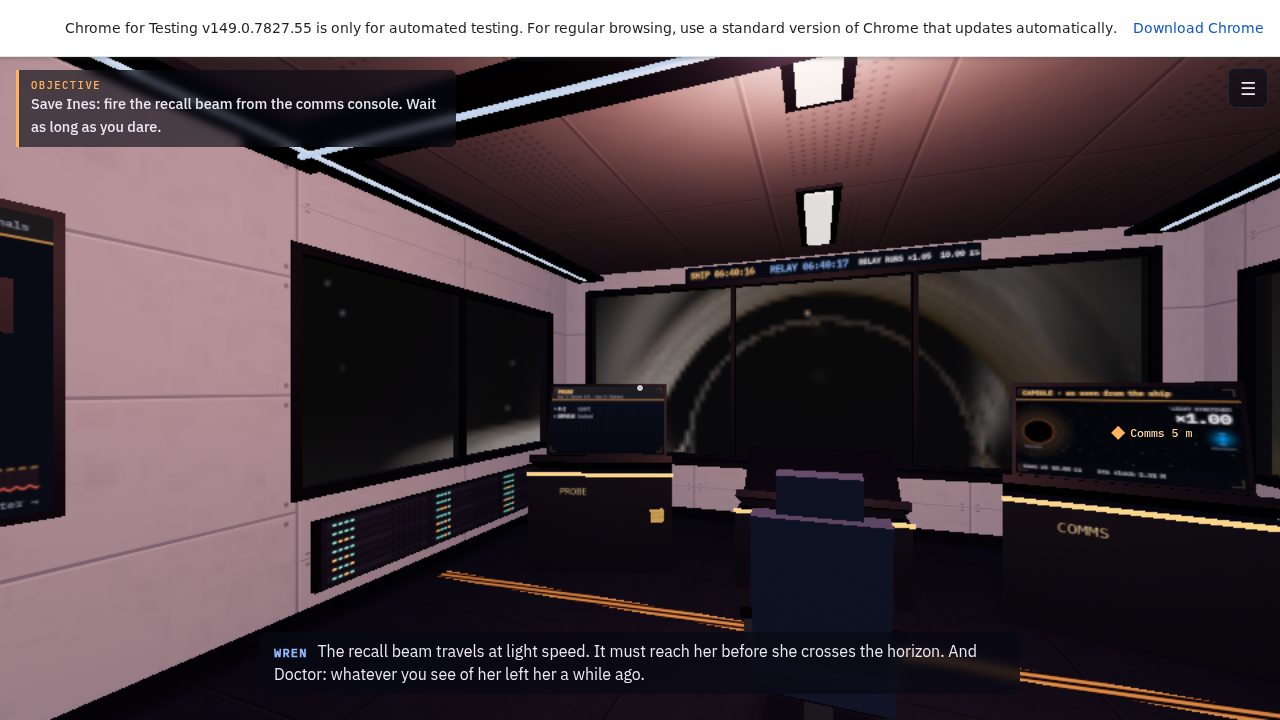 Chrome for Testing v149.0.7827.55 is only for automated testing. For regular browsing, use a standard version of Chrome that updates automatically. Download Chrome
OBJECTIVE
Save Ines: fire the recall beam from the comms console. Wait
as long as you dare.
SHIP 06:40:16 RELAY 06:40:17 RELAY RUNS ×1.05
CAPSULE · as seen from the ship
×1.00
Comms 5 m
PROBE
COMMS
WREN The recall beam travels at light speed. It must reach her before she crosses the horizon. And
Doctor: whatever you see of her left her a while ago.